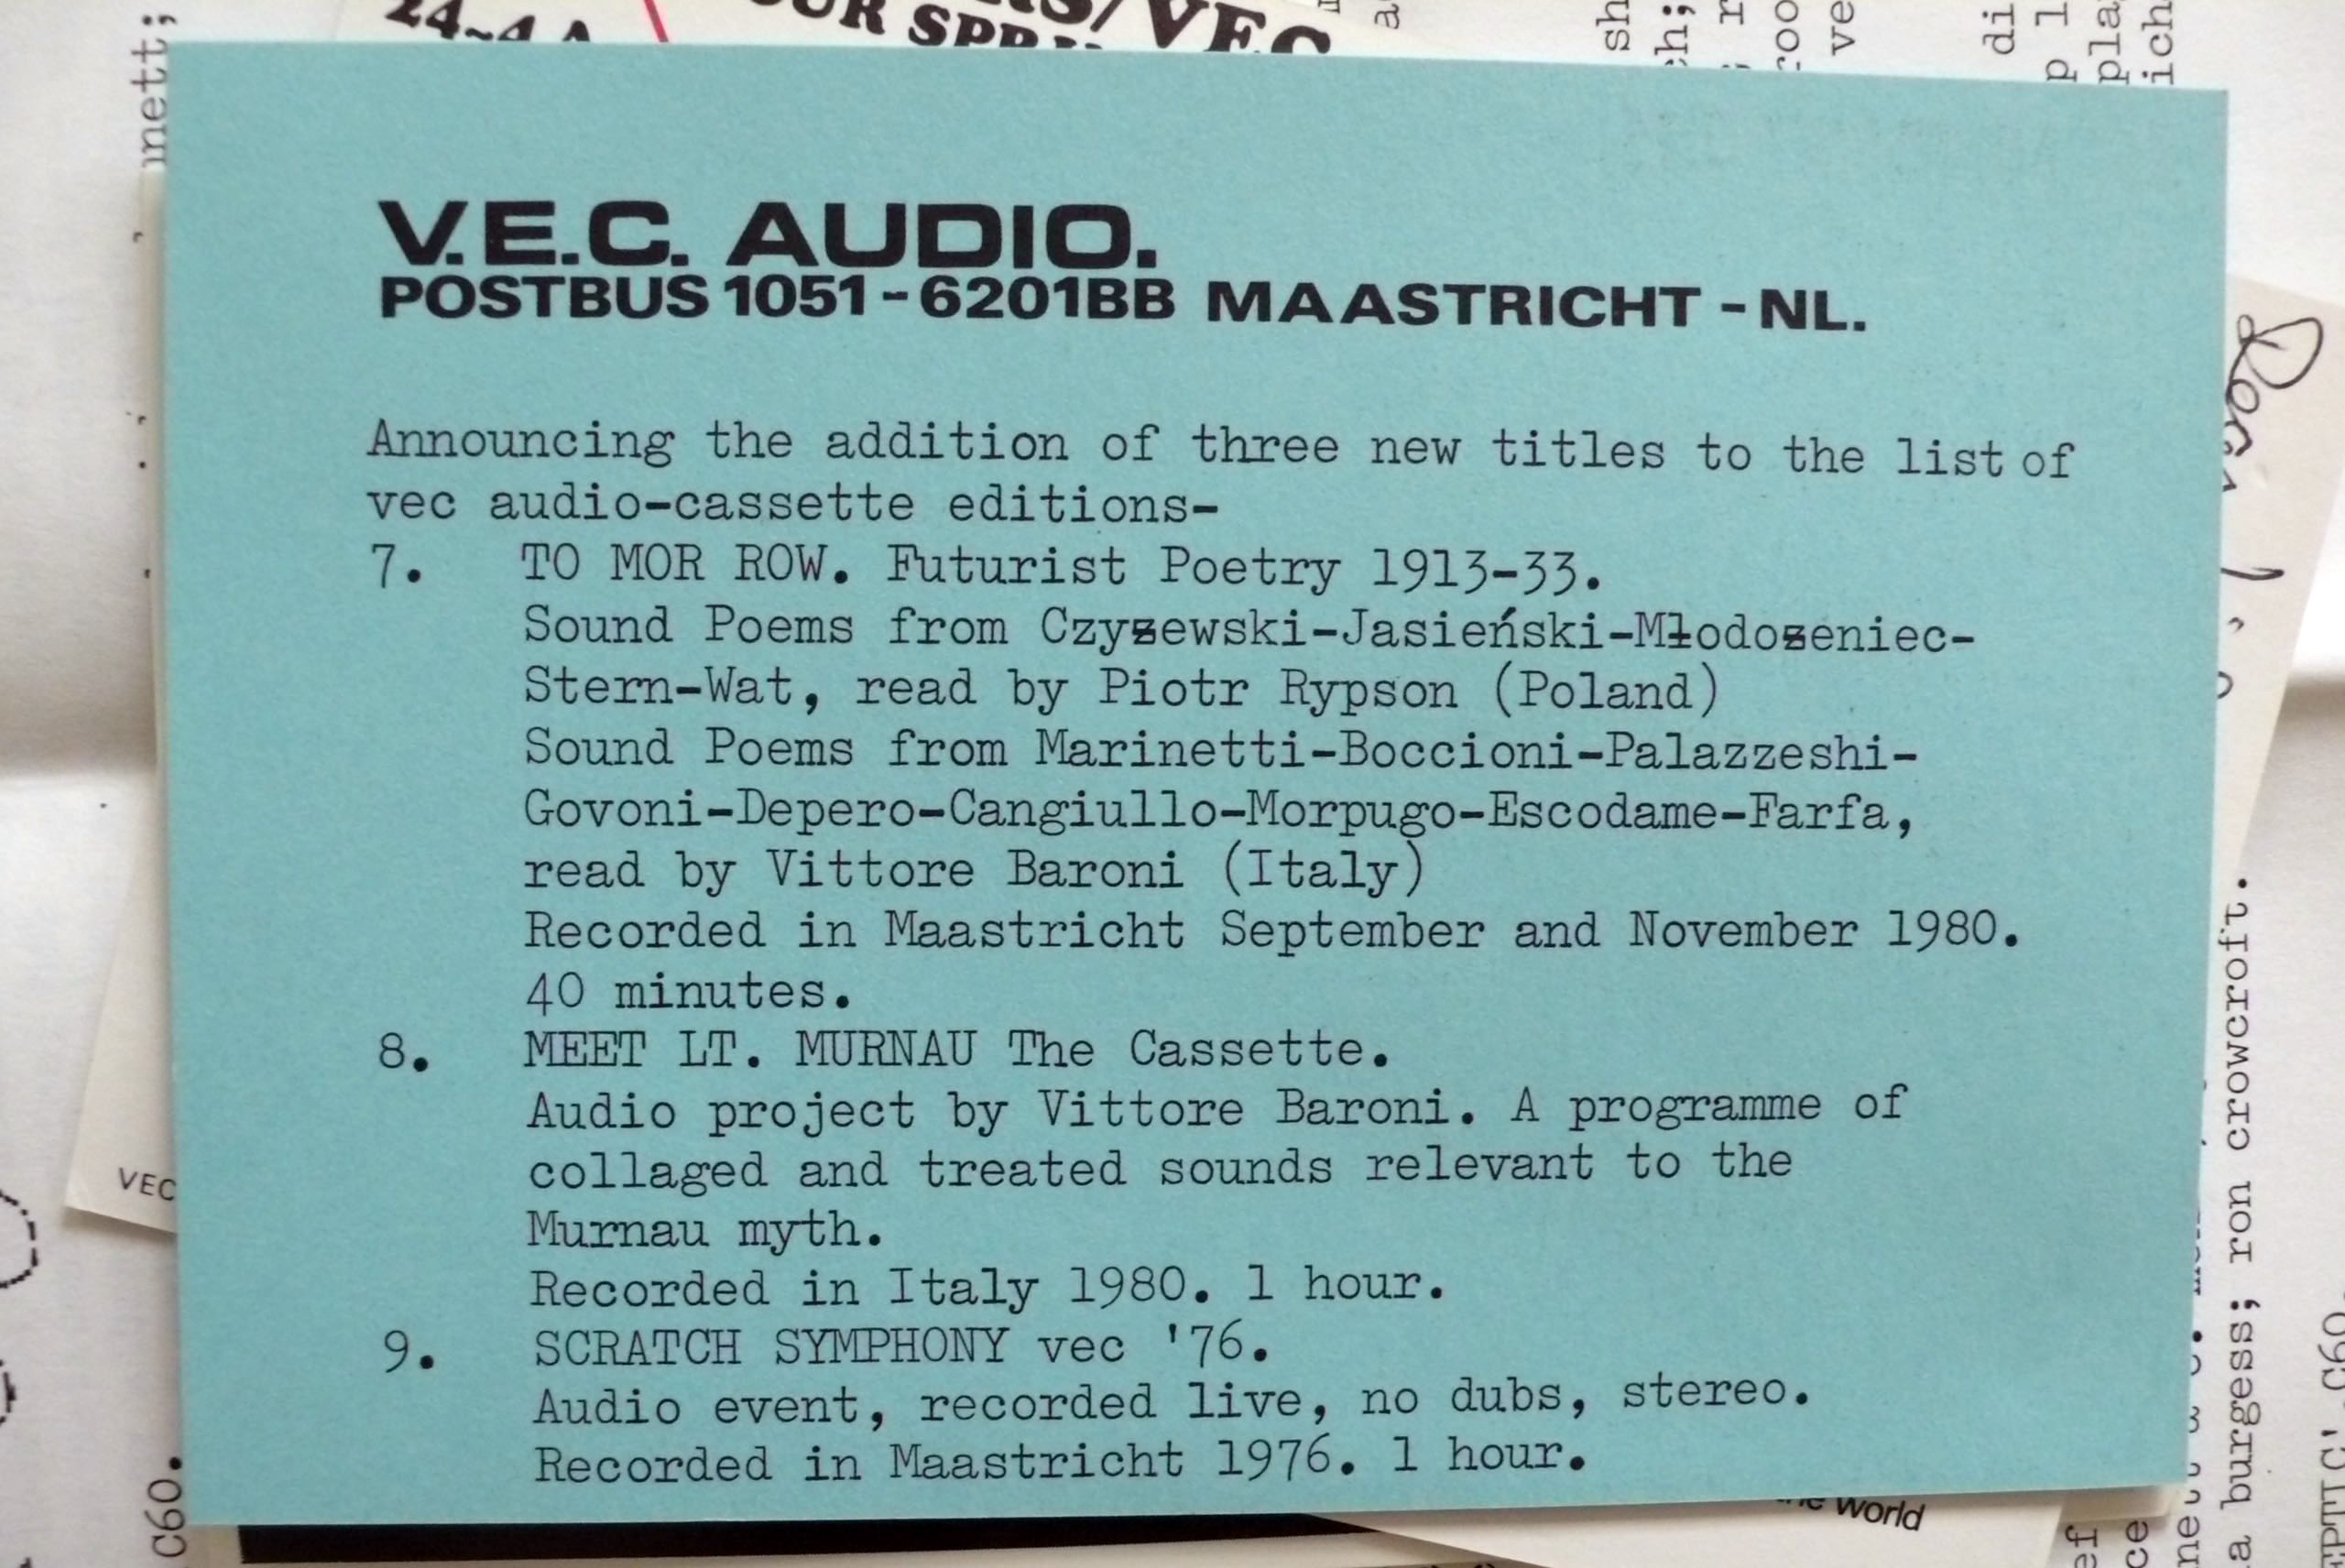 V.E.C. AUDIO.
POSTBUS 1051 - 6201BB MAASTRICHT - NL.
Announcing the addition of three new titles to the list of
vec audio-cassette editions-
7. TO MOR ROW. Futurist Poetry 1913-33.
Sound Poems from Czyƶewski-Jasieński-Młodoƶeniec-
Stern-Wat, read by Piotr Rypson (Poland)
Sound Poems from Marinetti-Boccioni-Palazzeshi-
Govoni-Depero-Cangiullo-Morpugo-Escodame-Farfa,
read by Vittore Baroni (Italy)
Recorded in Maastricht September and November 1980.
40 minutes.
8. MEET LT. MURNAU The Cassette.
Audio project by Vittore Baroni. A programme of
collaged and treated sounds relevant to the
Murnau myth.
Recorded in Italy 1980. 1 hour.
9. SCRATCH SYMPHONY vec '76.
Audio event, recorded live, no dubs, stereo.
Recorded in Maastricht 1976. 1 hour.
VEC
C60.
world
a burgess; ron crowcroft.